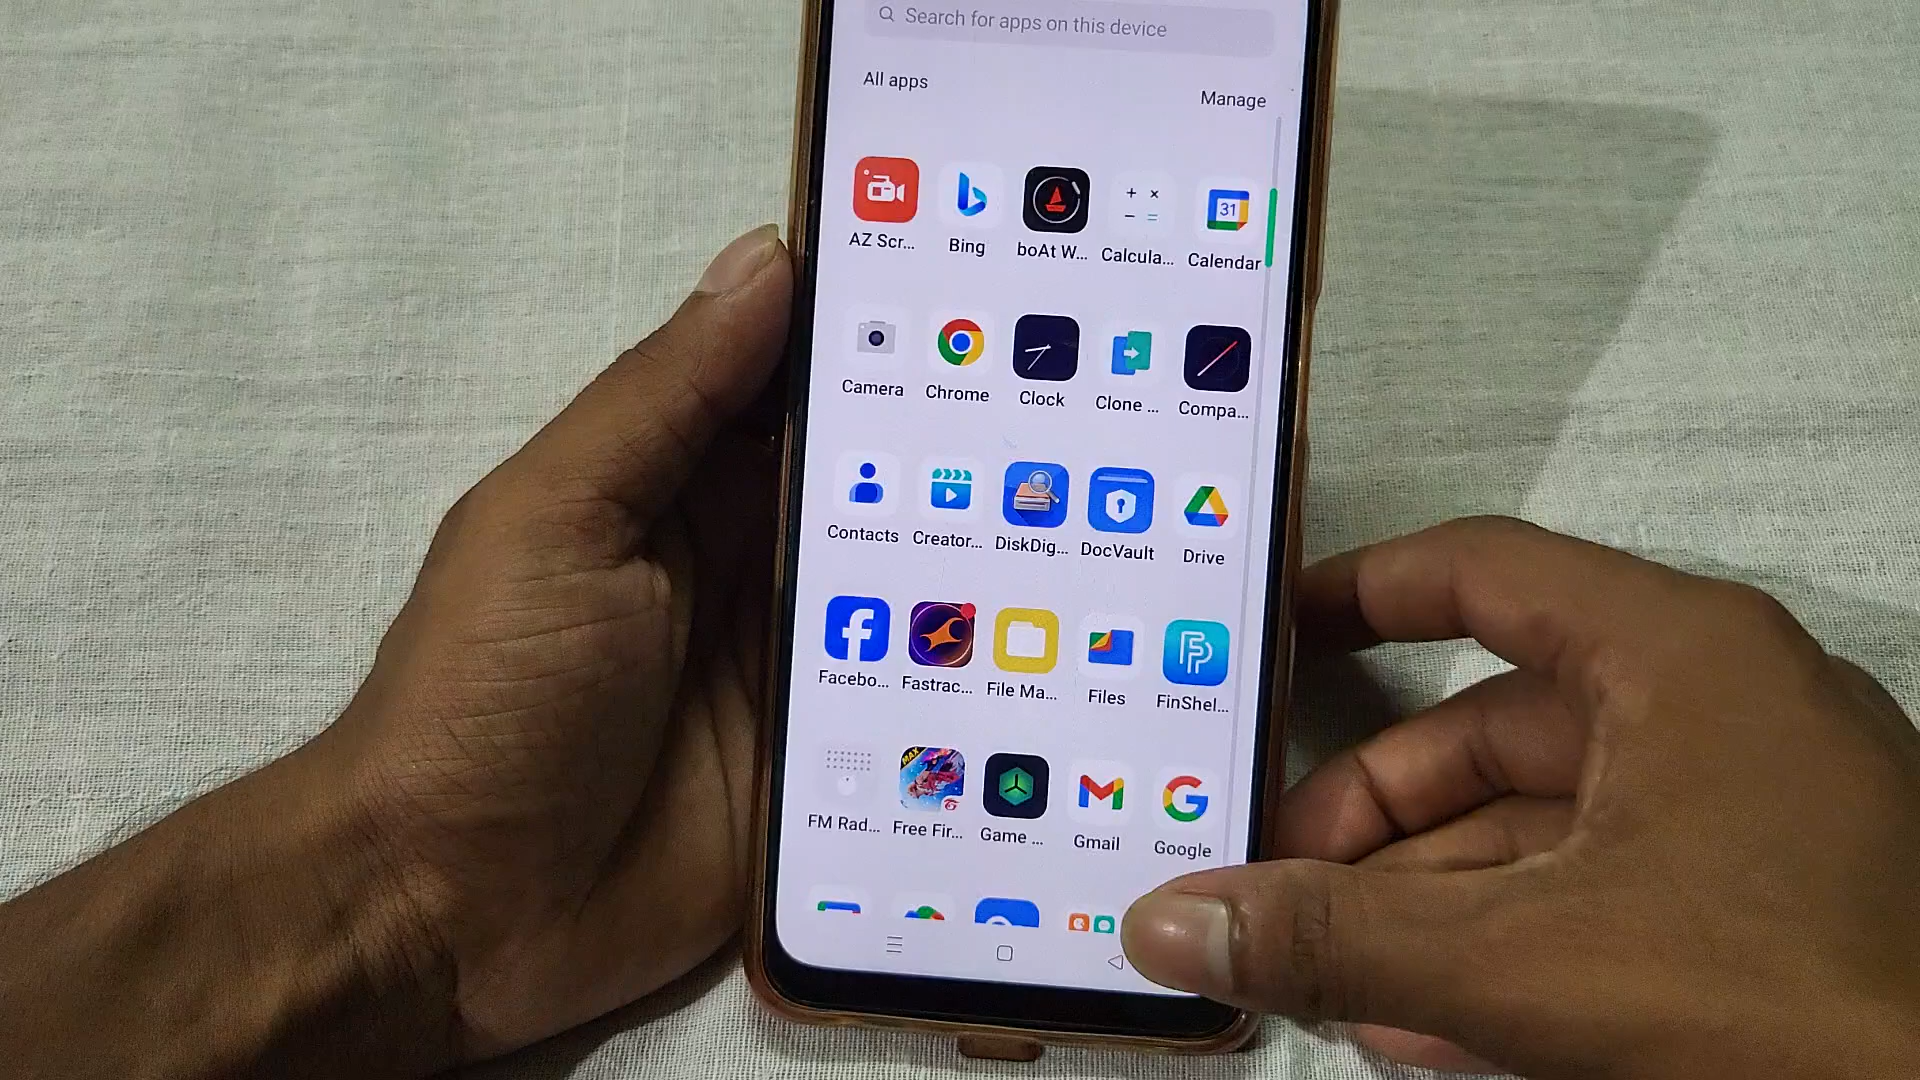 Search for apps on this device
All apps
Manage
AZ Scr... Bing boAt W... Calcula... Calendar
31
Camera Chrome Clock Clone ... Compa...
Contacts Creator... DiskDig... DocVault Drive
Facebo... Fastrac... File Ma... Files FinShel...
MAX
FM Rad... Free Fir... Game ... Gmail Google